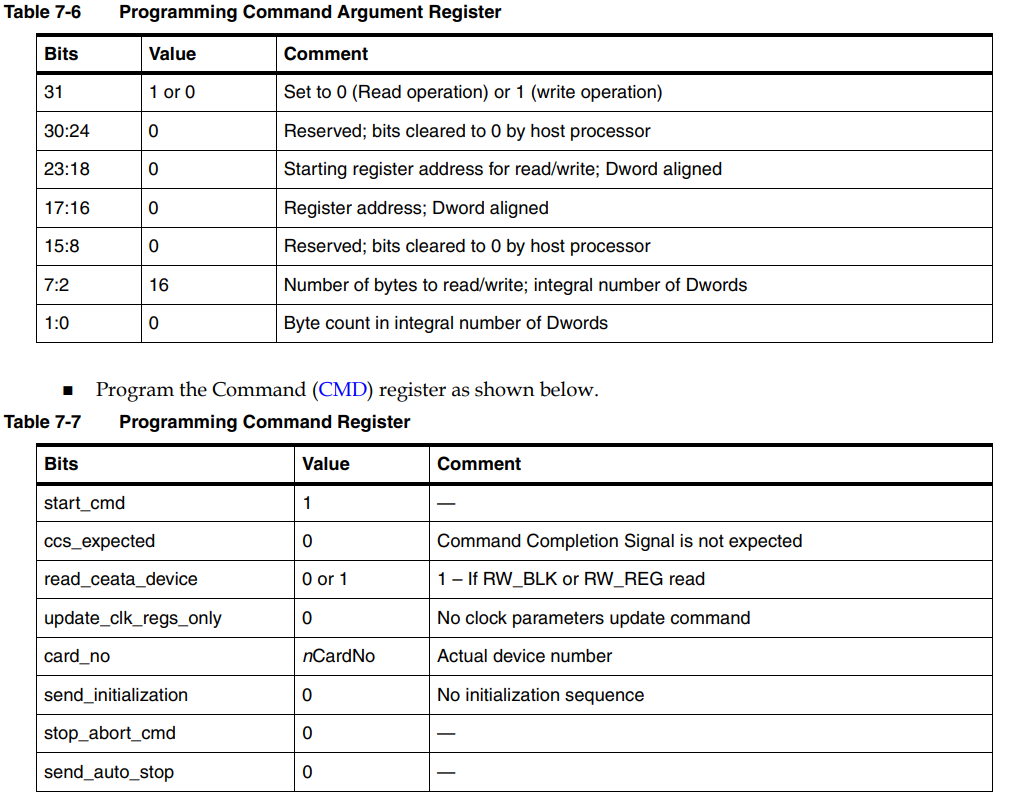 Table 7-6 Programming Command Argument Register
Bits Value Comment
31 1 or 0 Set to 0 (Read operation) or 1 (write operation)
30:24 0 Reserved; bits cleared to 0 by host processor
23:18 0 Starting register address for read/write; Dword aligned
17:16 0 Register address; Dword aligned
15:8 0 Reserved; bits cleared to 0 by host processor
7:2 16 Number of bytes to read/write; integral number of Dwords
1:0 0 Byte count in integral number of Dwords
■ Program the Command (CMD) register as shown below.
Table 7-7 Programming Command Register
Bits Value Comment
start_cmd 1 —
ccs_expected 0 Command Completion Signal is not expected
read_ceata_device 0 or 1 1 – If RW_BLK or RW_REG read
update_clk_regs_only 0 No clock parameters update command
card_no nCardNo Actual device number
send_initialization 0 No initialization sequence
stop_abort_cmd 0 —
send_auto_stop 0 —